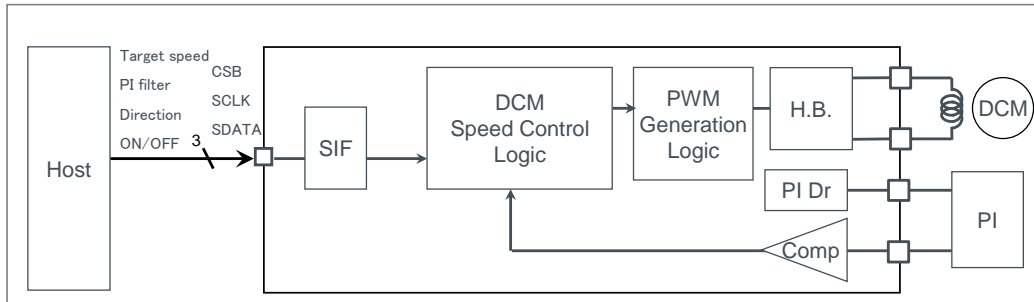 Host
Target speed
PI filter
Direction
ON/OFF
CSB
SCLK
SDATA
3
SIF
DCM
Speed Control
Logic
PWM
Generation
Logic
H.B.
DCM
PI Dr
PI
Comp